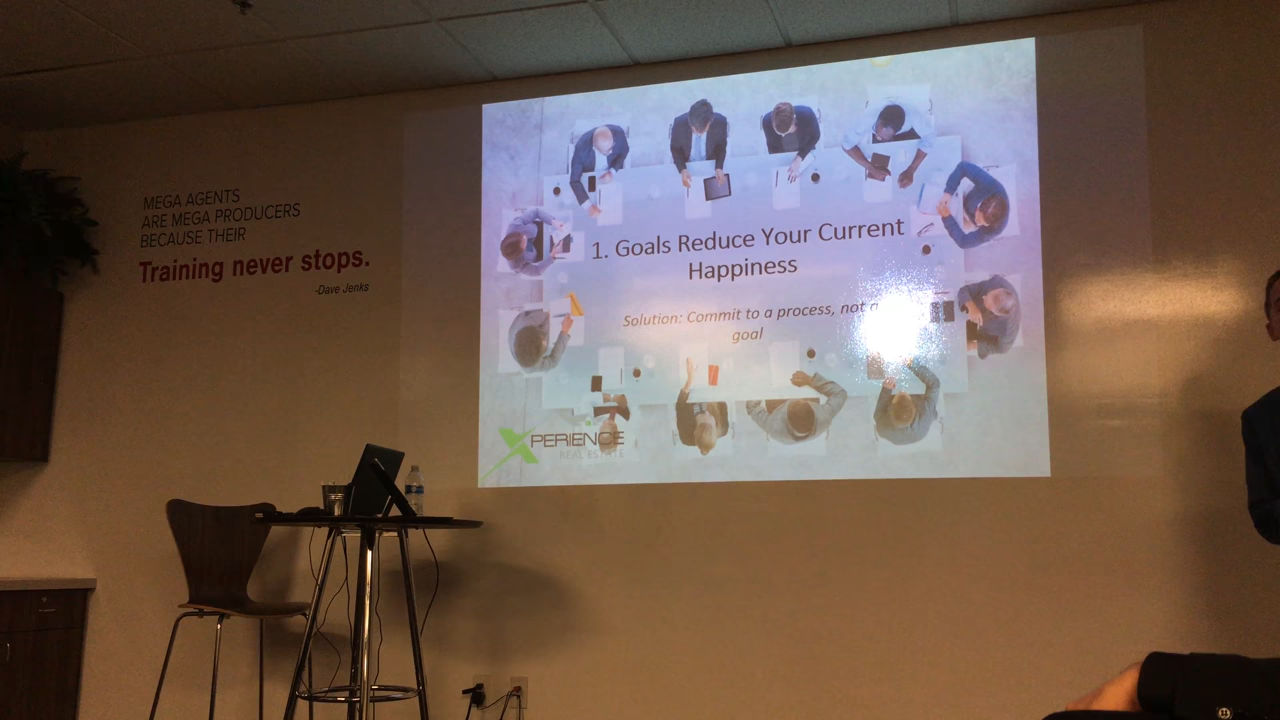 MEGA AGENTS
ARE MEGA PRODUCERS
BECAUSE THEIR
Training never stops.
-Dave Jenks
1. Goals Reduce Your Current
Happiness
Solution: Commit to a process, not a
goal
XPERIENCE
REAL ESTATE